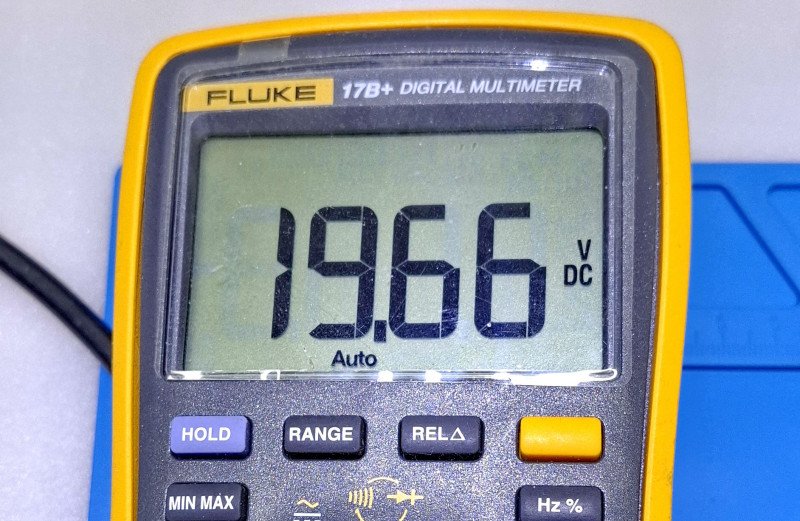 FLUKE 17B+ DIGITAL MULTIMETER
19.66 V DC
Auto
HOLD RANGE REL△
MIN MAX Hz %